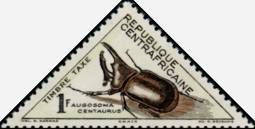 TIMBRE TAXE
REPUBLIQUE
CENTRAFRICAINE
1F
AUGOSOMA
CENTAURUS